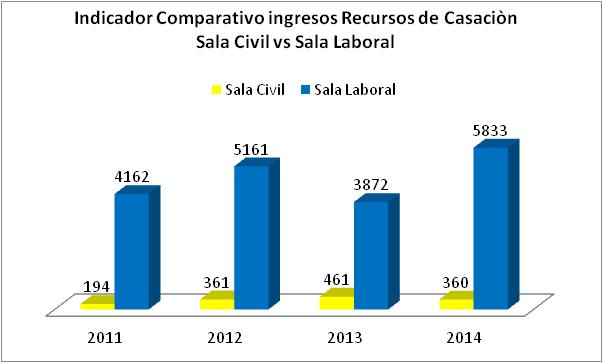 Indicador Comparativo ingresos Recursos de Casaciòn
Sala Civil vs Sala Laboral
Sala Civil Sala Laboral
194 4162 361 5161 461 3872 360 5833
2011 2012 2013 2014